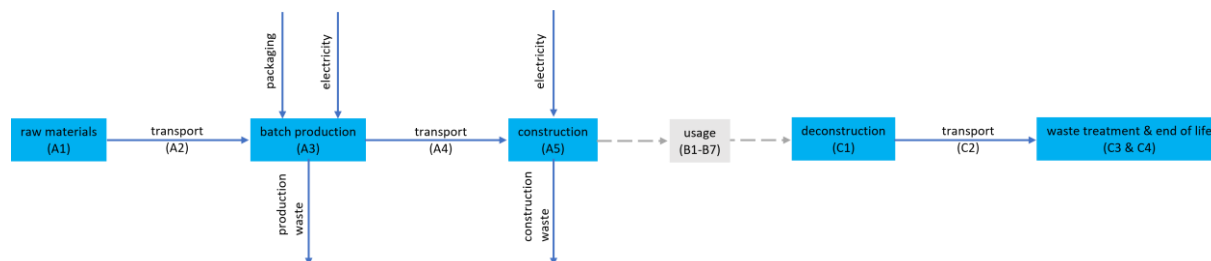 packaging
electricity
electricity
raw materials
(A1)
transport
(A2)
batch production
(A3)
transport
(A4)
construction
(A5)
usage
(B1-B7)
deconstruction
(C1)
transport
(C2)
waste treatment & end of life
(C3 & C4)
production
waste
construction
waste